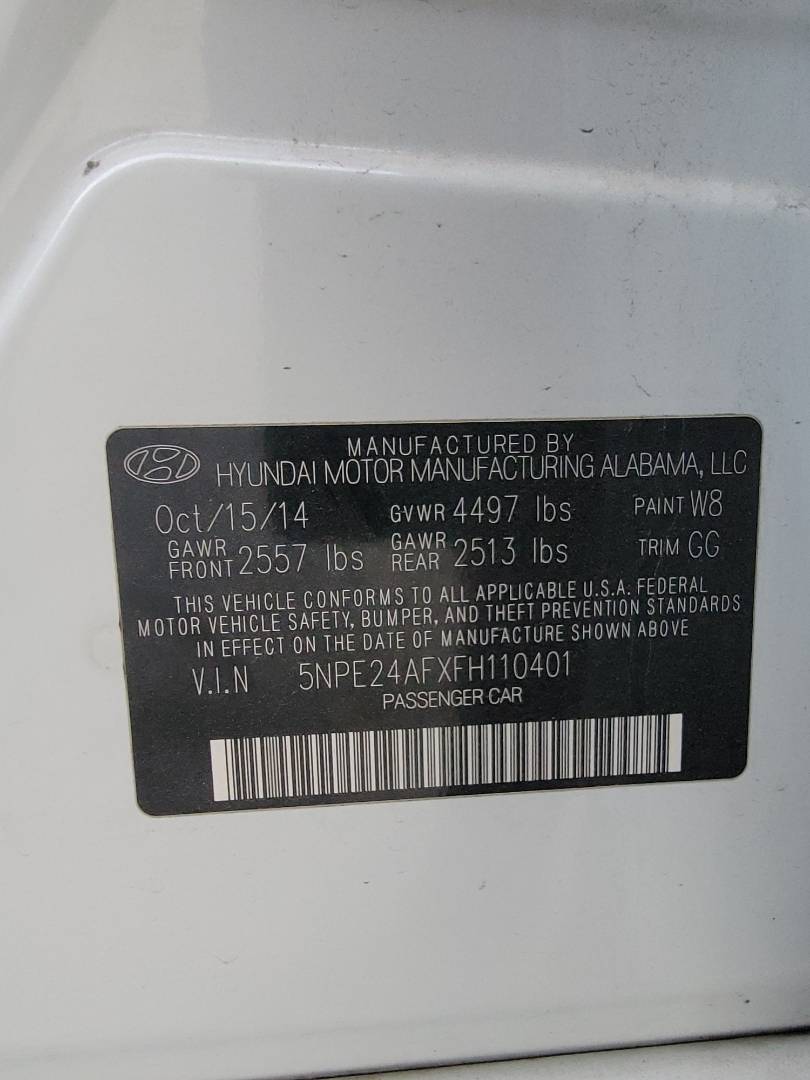 MANUFACTURED BY
HYUNDAI MOTOR MANUFACTURING ALABAMA, LLC
Oct/15/14 GVWR 4497 lbs PAINT W8
GAWR FRONT 2557 lbs GAWR REAR 2513 lbs TRIM GG
THIS VEHICLE CONFORMS TO ALL APPLICABLE U.S.A. FEDERAL
MOTOR VEHICLE SAFETY, BUMPER, AND THEFT PREVENTION STANDARDS
IN EFFECT ON THE DATE OF MANUFACTURE SHOWN ABOVE
V.I.N 5NPE24AFXFH110401
PASSENGER CAR